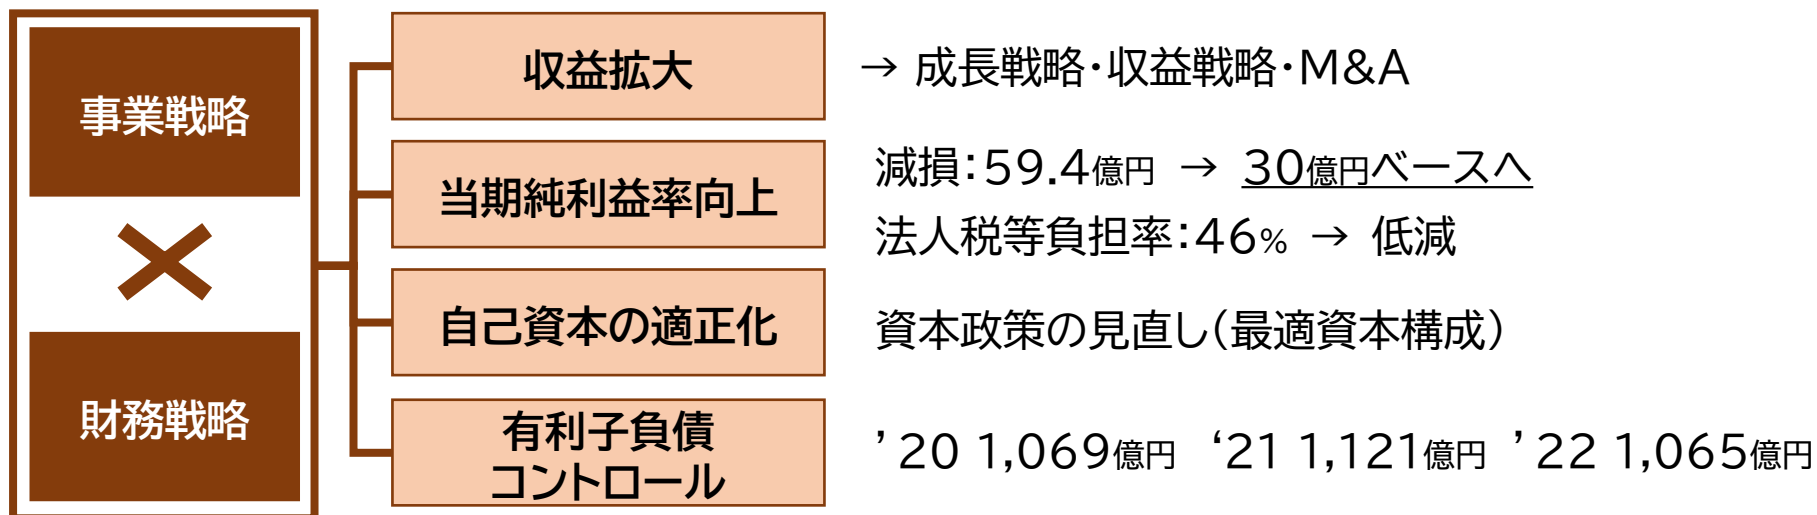 事業戦略
財務戦略
収益拡大
→ 成長戦略・収益戦略・M&A
当期純利益率向上
減損：59.4億円 → 30億円ベースへ
法人税等負担率：46% → 低減
自己資本の適正化
資本政策の見直し（最適資本構成）
有利子負債
コントロール
’20 1,069億円 ‘21 1,121億円 ’22 1,065億円